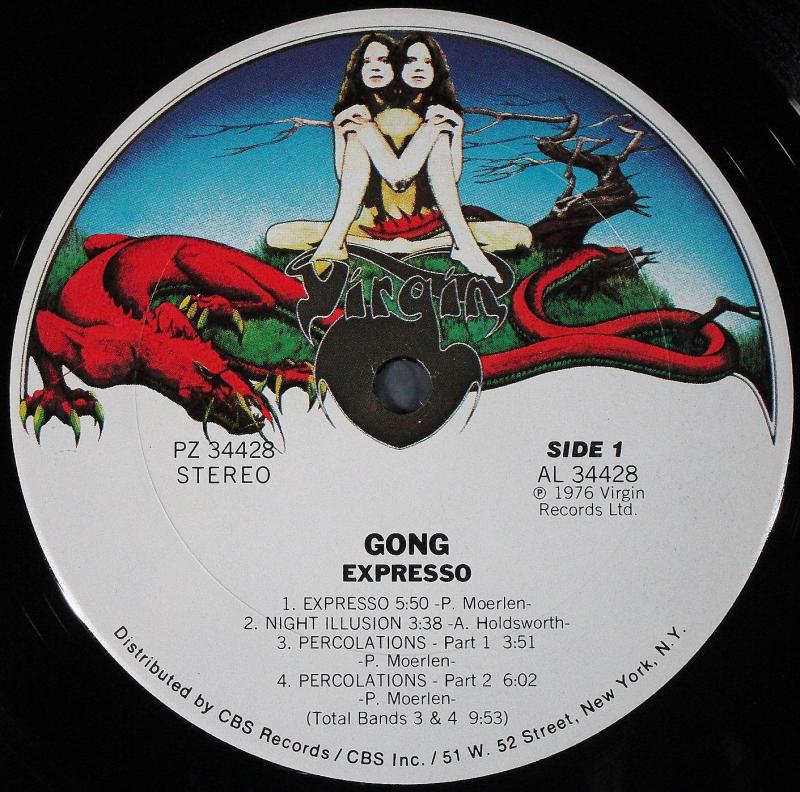 Virgin
PZ 34428
STEREO
SIDE 1
AL 34428
℗ 1976 Virgin
Records Ltd.
GONG
EXPRESSO
1. EXPRESSO 5:50 -P. Moerlen-
2. NIGHT ILLUSION 3:38 -A. Holdsworth-
3. PERCOLATIONS - Part 1 3:51
-P. Moerlen-
4. PERCOLATIONS - Part 2 6:02
-P. Moerlen-
(Total Bands 3 & 4 9:53)
Distributed by CBS Records / CBS Inc. / 51 W. 52 Street, New York, N.Y.